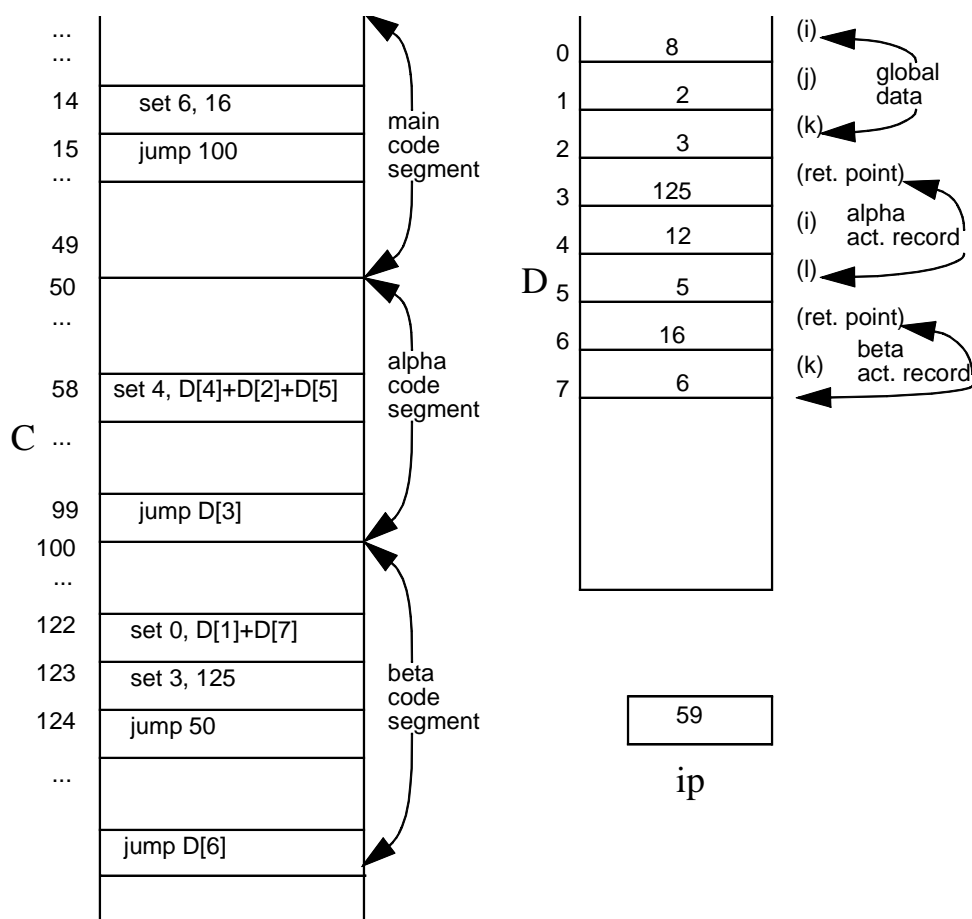 ...
...
14 set 6, 16
15 jump 100
...
49
50
...
58 set 4, D[4]+D[2]+D[5]
C ...
99 jump D[3]
100
...
122 set 0, D[1]+D[7]
123 set 3, 125
124 jump 50
...
jump D[6]
main
code
segment
alpha
code
segment
beta
code
segment
0 8 (i)
1 2 (j)
2 3 (k)
global
data
3 125 (ret. point)
4 12 (i)
5 5 (l)
alpha
act. record
D
6 16 (ret. point)
7 6 (k)
beta
act. record
59
ip